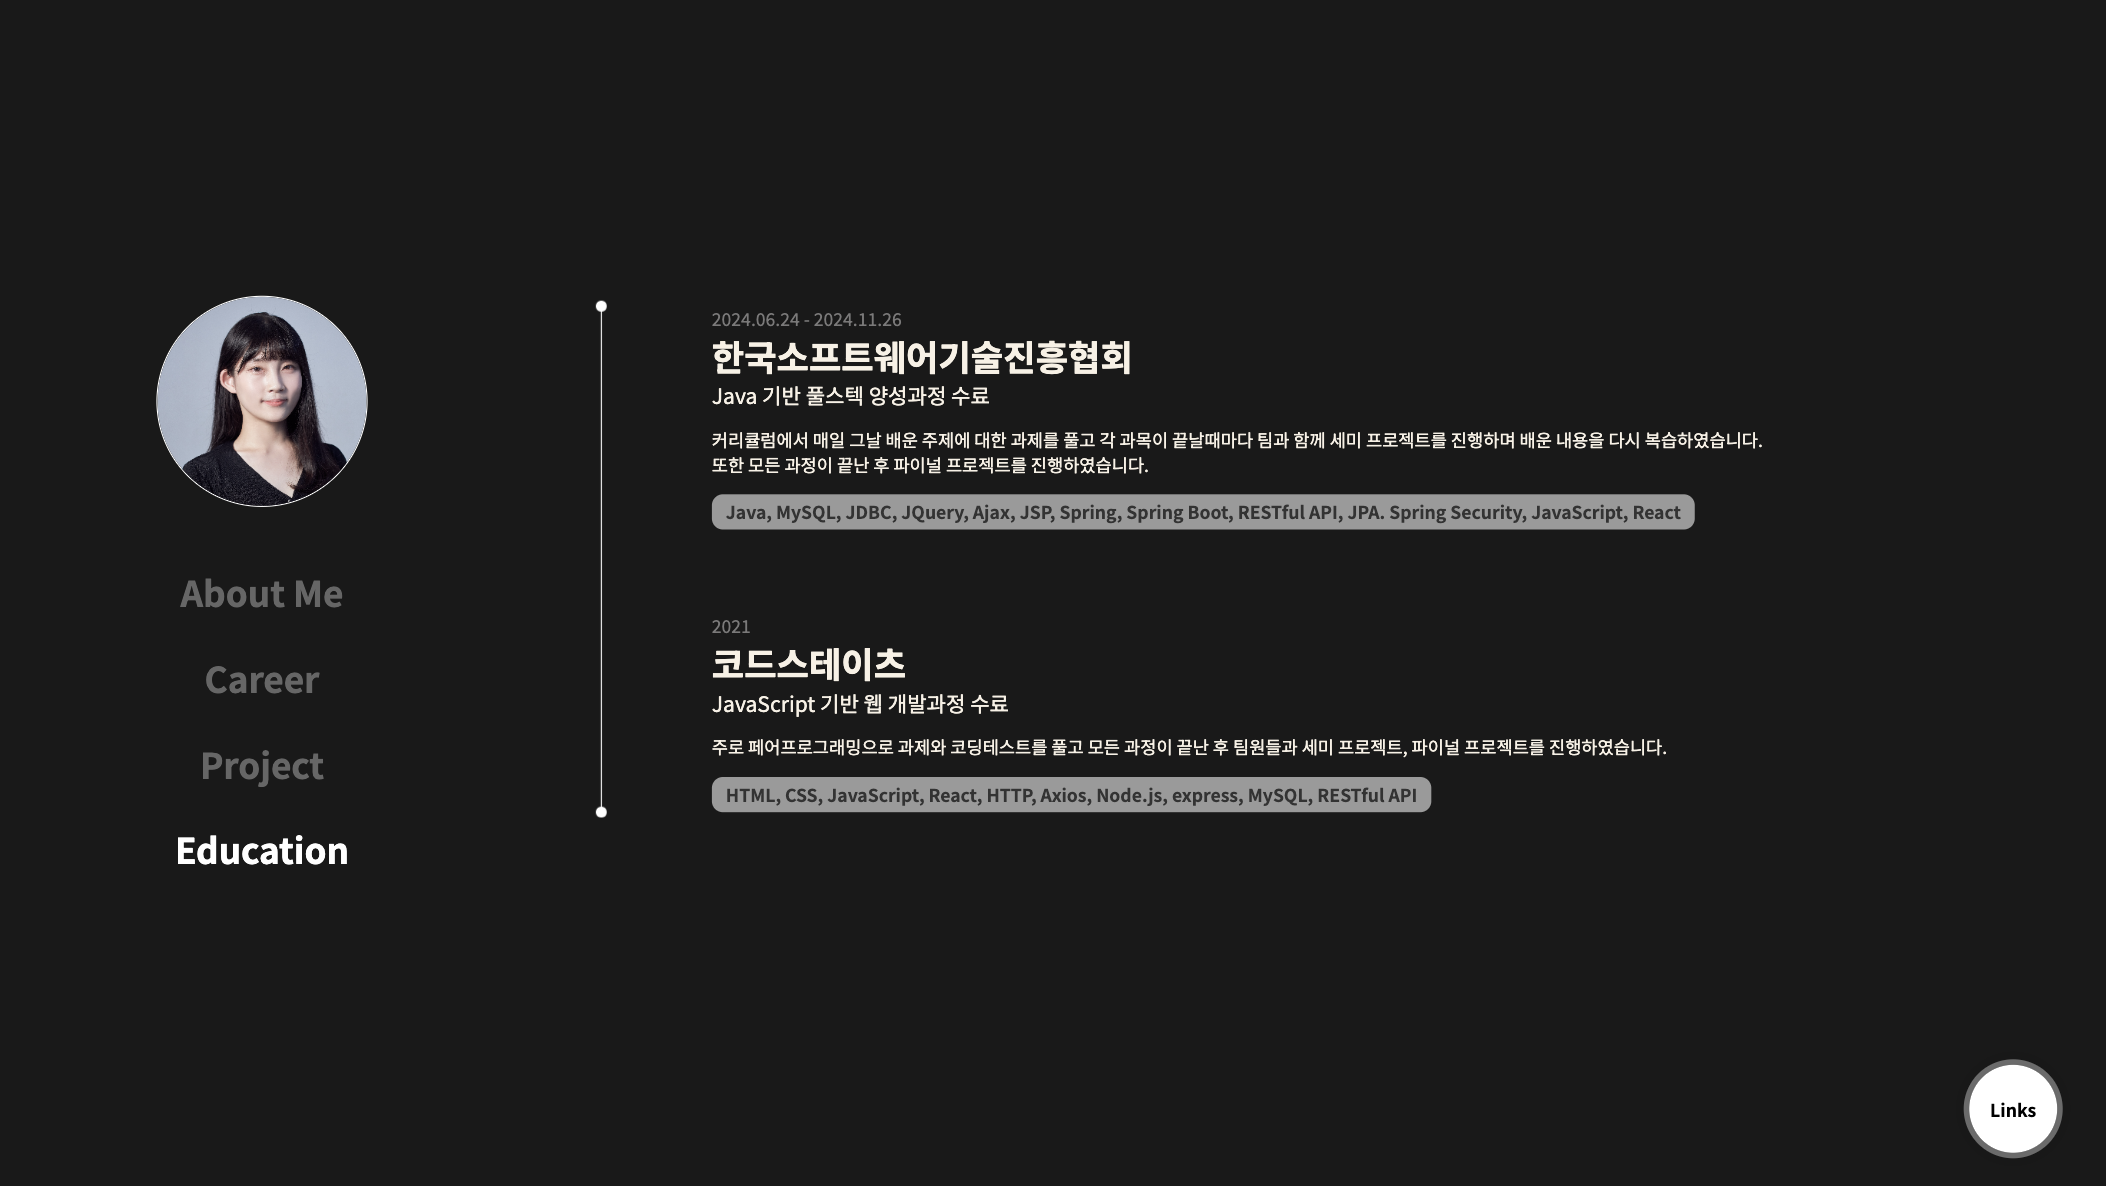 About Me
Career
Project
Education
2024.06.24 - 2024.11.26
한국소프트웨어기술진흥협회
Java 기반 풀스텍 양성과정 수료
커리큘럼에서 매일 그날 배운 주제에 대한 과제를 풀고 각 과목이 끝날때마다 팀과 함께 세미 프로젝트를 진행하며 배운 내용을 다시 복습하였습니다.
또한 모든 과정이 끝난 후 파이널 프로젝트를 진행하였습니다.
Java, MySQL, JDBC, JQuery, Ajax, JSP, Spring, Spring Boot, RESTful API, JPA. Spring Security, JavaScript, React
2021
코드스테이츠
JavaScript 기반 웹 개발과정 수료
주로 페어프로그래밍으로 과제와 코딩테스트를 풀고 모든 과정이 끝난 후 팀원들과 세미 프로젝트, 파이널 프로젝트를 진행하였습니다.
HTML, CSS, JavaScript, React, HTTP, Axios, Node.js, express, MySQL, RESTful API
Links